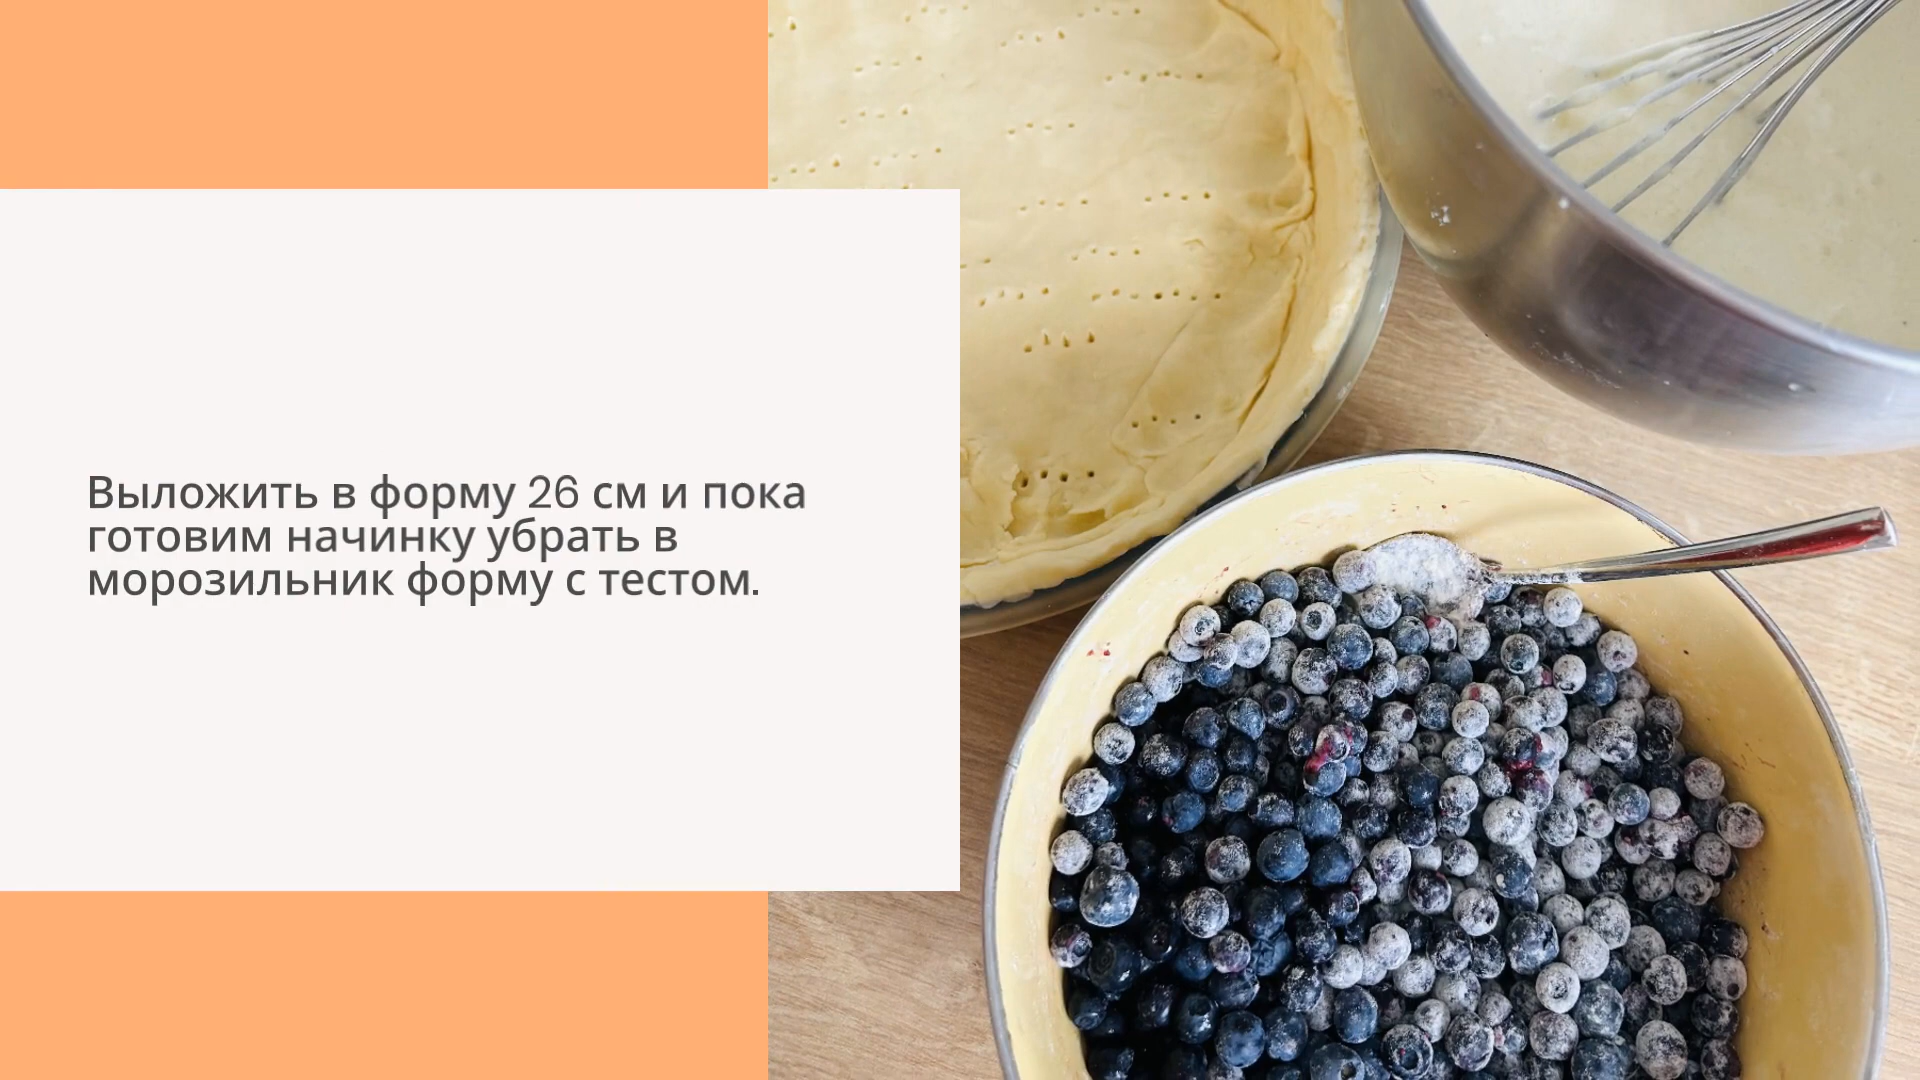 Выложить в форму 26 см и пока
готовим начинку убрать в
морозильник форму с тестом.